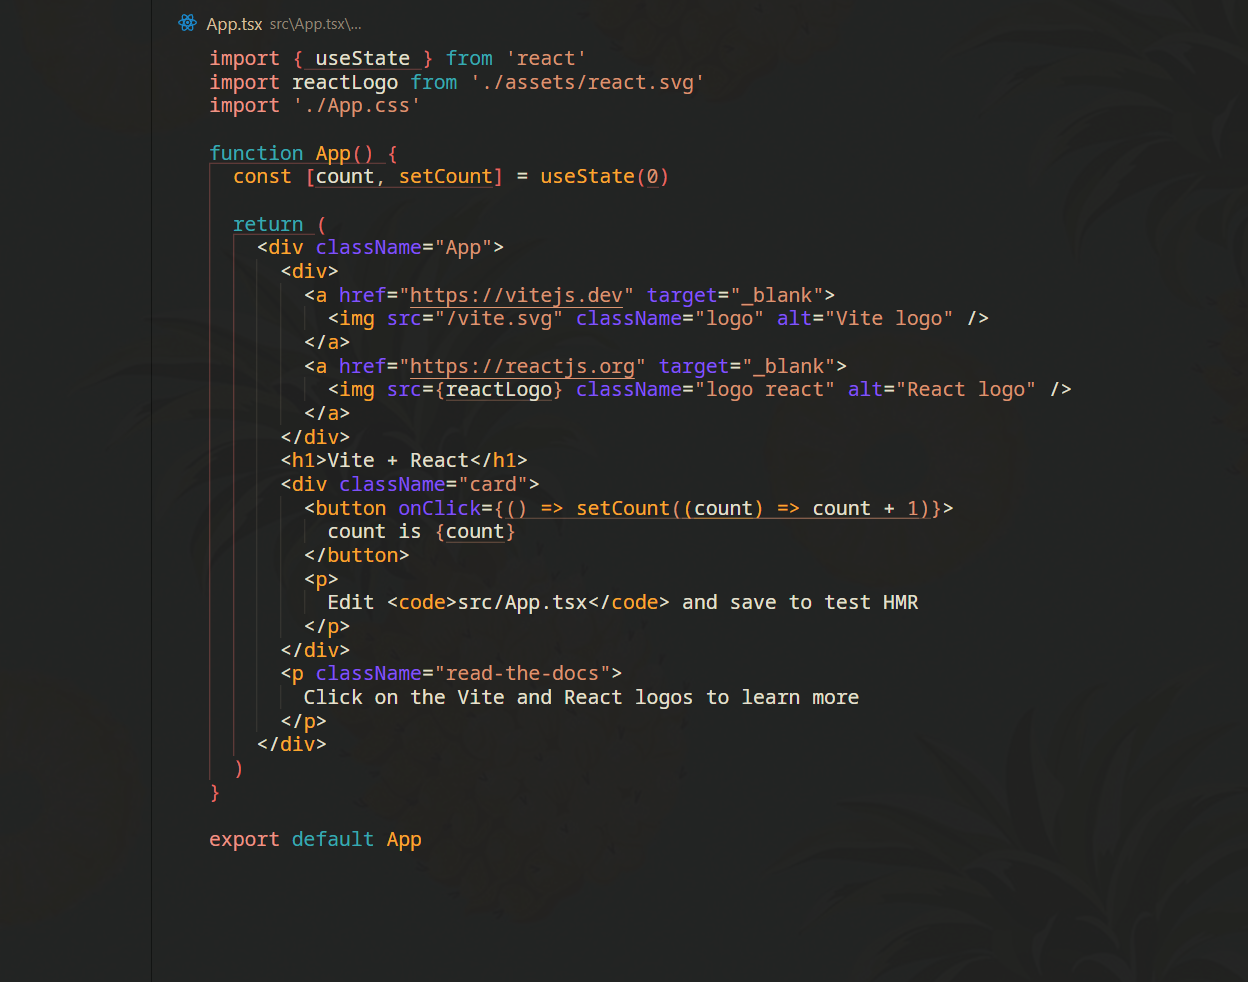 App.tsx src\App.tsx\...
import { useState } from 'react'
import reactLogo from './assets/react.svg'
import './App.css'

function App() {
  const [count, setCount] = useState(0)

  return (
    <div className="App">
      <div>
        <a href="https://vitejs.dev" target="_blank">
          <img src="/vite.svg" className="logo" alt="Vite logo" />
        </a>
        <a href="https://reactjs.org" target="_blank">
          <img src={reactLogo} className="logo react" alt="React logo" />
        </a>
      </div>
      <h1>Vite + React</h1>
      <div className="card">
        <button onClick={() => setCount((count) => count + 1)}>
          count is {count}
        </button>
        <p>
          Edit <code>src/App.tsx</code> and save to test HMR
        </p>
      </div>
      <p className="read-the-docs">
        Click on the Vite and React logos to learn more
      </p>
    </div>
  )
}

export default App